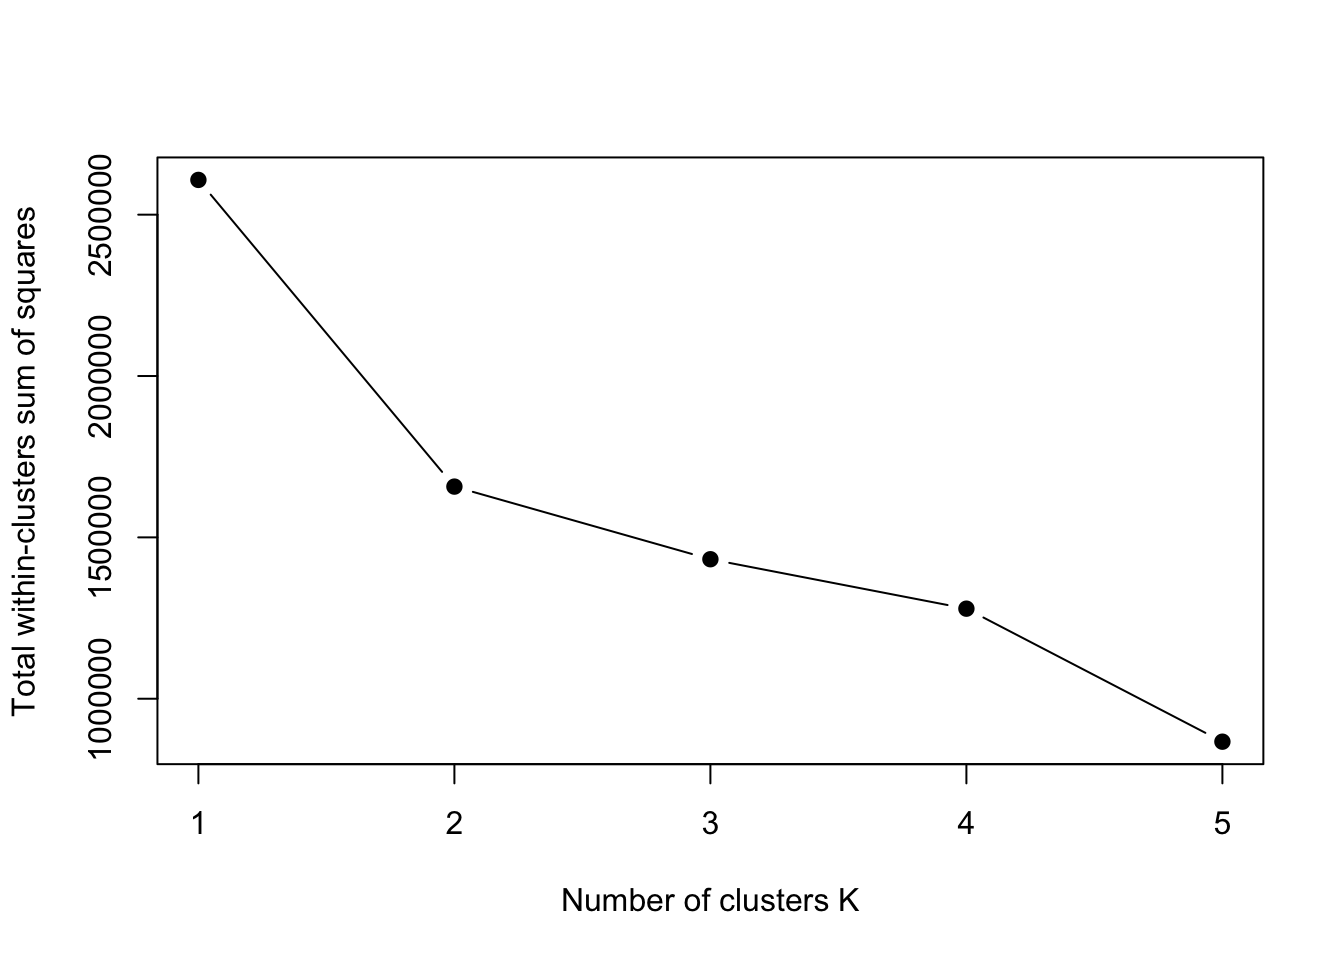 Total within-clusters sum of squares
2500000
2000000
1500000
1000000
1 2 3 4 5
Number of clusters K